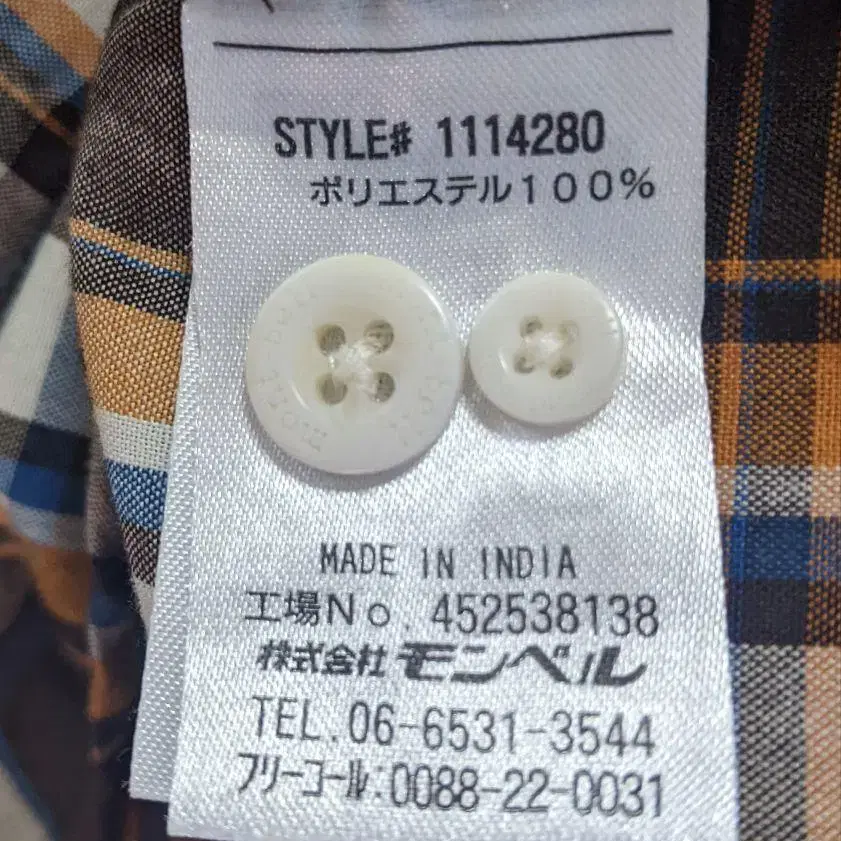 STYLE# 1114280
ポリエステル100%
MADE IN INDIA
工場No. 452538138
株式会社 モンベル
TEL.06-6531-3544
フリーコール:0088-22-0031